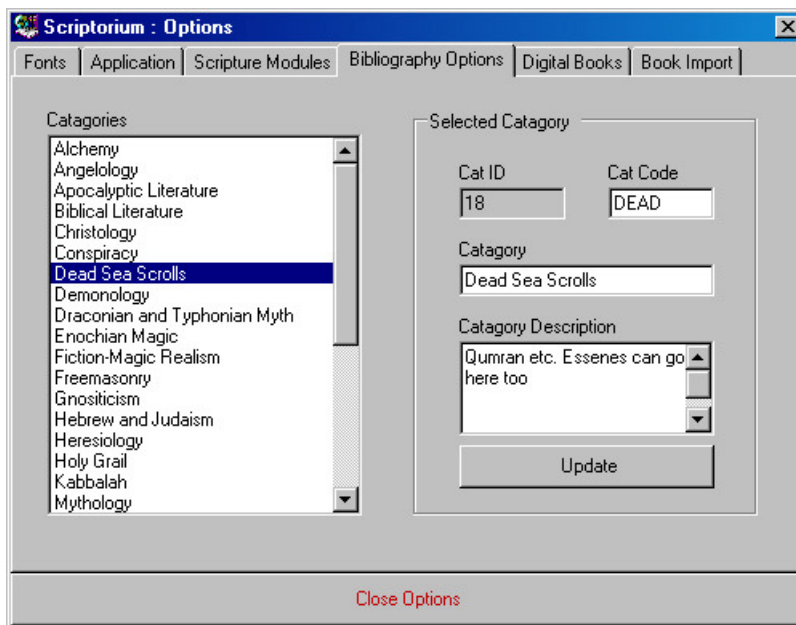 Scriptorium : Options
Fonts
Application
Scripture Modules
Bibliography Options
Digital Books
Book Import
Catagories
Alchemy
Angelology
Apocalyptic Literature
Biblical Literature
Christology
Conspiracy
Dead Sea Scrolls
Demonology
Draconian and Typhonian Myth
Enochian Magic
Fiction-Magic Realism
Freemasonry
Gnositicism
Hebrew and Judaism
Heresiology
Holy Grail
Kabbalah
Mythology
Selected Catagory
Cat ID
Cat Code
18
DEAD
Catagory
Dead Sea Scrolls
Catagory Description
Qumran etc. Essenes can go
here too
Update
Close Options